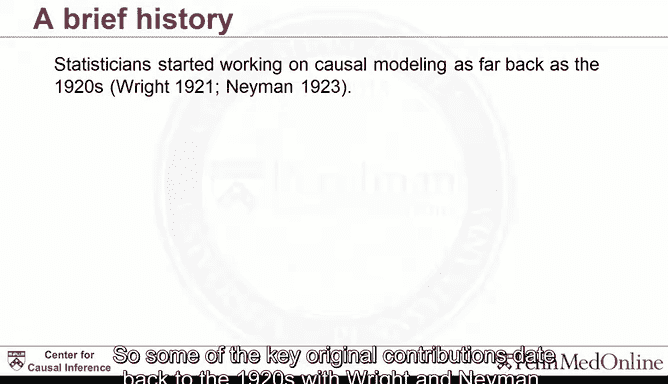 A brief history
Statisticians started working on causal modeling as far back as the
1920s (Wright 1921; Neyman 1923).
Center for
Causal Inference
PennMedOnline
So some of the key original contributions date
back to the 1920s with Wright and Neyman